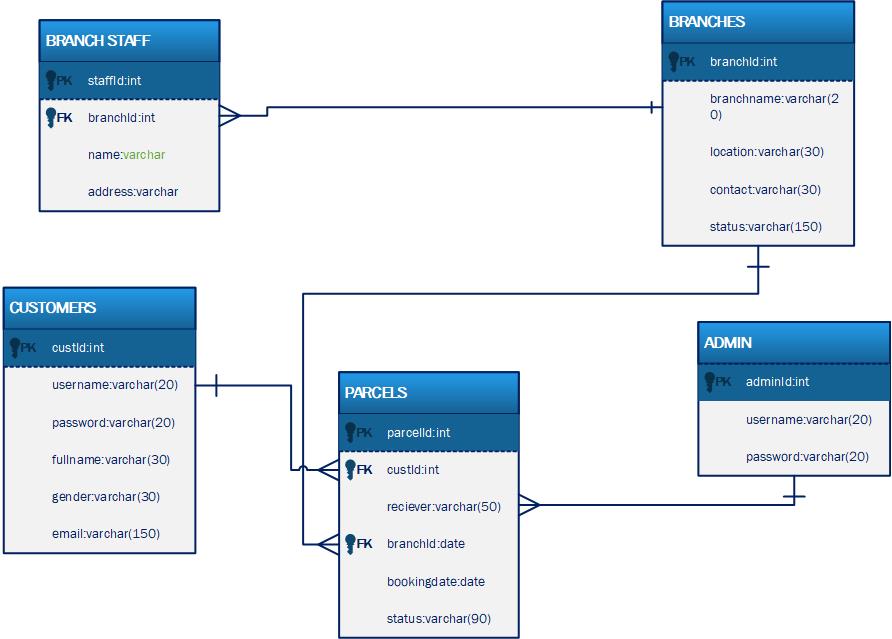 BRANCH STAFF
PK staffId:int
FK branchId:int
name:varchar
address:varchar
BRANCHES
PK branchId:int
branchname:varchar(2
0)
location:varchar(30)
contact:varchar(30)
status:varchar(150)
CUSTOMERS
PK custId:int
username:varchar(20)
password:varchar(20)
fullname:varchar(30)
gender:varchar(30)
email:varchar(150)
PARCELS
PK parcelId:int
FK custId:int
reciever:varchar(50)
FK branchId:date
bookingdate:date
status:varchar(90)
ADMIN
PK adminId:int
username:varchar(20)
password:varchar(20)